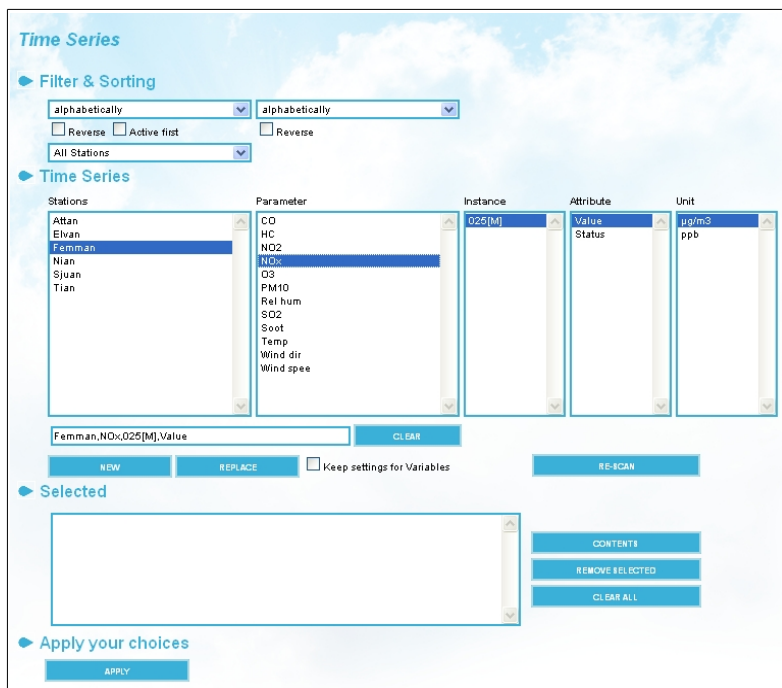 Time Series
Filter & Sorting
alphabetically alphabetically
Reverse Active first Reverse
All Stations
Time Series
Stations Parameter Instance Attribute Unit
Attan CO 025[M] Value µg/m3
Elvan HC Status ppb
Femman NO2
Nian NOx
Sjuan O3
Tian PM10
Rel hum
SO2
Soot
Temp
Wind dir
Wind spee
Femman,NOx,025[M],Value CLEAR
NEW REPLACE Keep settings for Variables RE-SCAN
Selected
CONTENTS
REMOVE SELECTED
CLEAR ALL
Apply your choices
APPLY